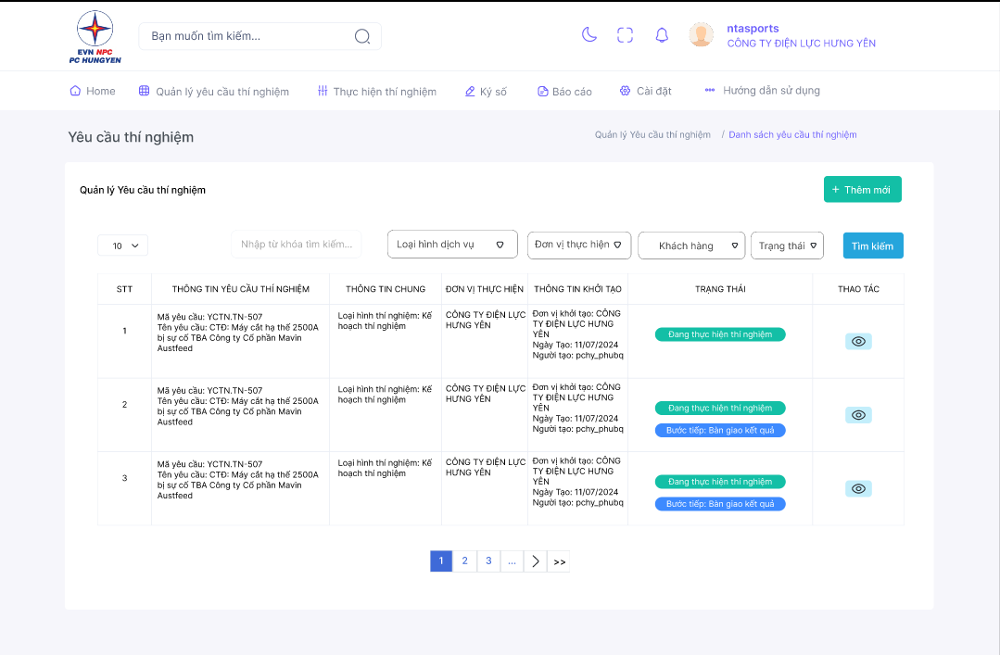 EVN NPC
PC HUNGYEN
Bạn muốn tìm kiếm...
ntasports
CÔNG TY ĐIỆN LỰC HƯNG YÊN
Home
Quản lý yêu cầu thí nghiệm
Thực hiện thí nghiệm
Ký số
Báo cáo
Cài đặt
Hướng dẫn sử dụng
Yêu cầu thí nghiệm
Quản lý Yêu cầu thí nghiệm / Danh sách yêu cầu thí nghiệm
Quản lý Yêu cầu thí nghiệm
+ Thêm mới
10
Nhập từ khóa tìm kiếm...
Loại hình dịch vụ
Đơn vị thực hiện
Khách hàng
Trạng thái
Tìm kiếm
STT
THÔNG TIN YÊU CẦU THÍ NGHIỆM
THÔNG TIN CHUNG
ĐƠN VỊ THỰC HIỆN
THÔNG TIN KHỞI TẠO
TRẠNG THÁI
THAO TÁC
1
Mã yêu cầu: YCTN.TN-507
Tên yêu cầu: CTĐ: Máy cắt hạ thế 2500A
bị sự cố TBA Công ty Cổ phần Mavin
Austfeed
Loại hình thí nghiệm: Kế
hoạch thí nghiệm
CÔNG TY ĐIỆN LỰC
HƯNG YÊN
Đơn vị khởi tạo: CÔNG
TY ĐIỆN LỰC HƯNG
YÊN
Ngày Tạo: 11/07/2024
Người tạo: pchy_phubq
Đang thực hiện thí nghiệm
2
Mã yêu cầu: YCTN.TN-507
Tên yêu cầu: CTĐ: Máy cắt hạ thế 2500A
bị sự cố TBA Công ty Cổ phần Mavin
Austfeed
Loại hình thí nghiệm: Kế
hoạch thí nghiệm
CÔNG TY ĐIỆN LỰC
HƯNG YÊN
Đơn vị khởi tạo: CÔNG
TY ĐIỆN LỰC HƯNG
YÊN
Ngày Tạo: 11/07/2024
Người tạo: pchy_phubq
Đang thực hiện thí nghiệm
Bước tiếp: Bàn giao kết quả
3
Mã yêu cầu: YCTN.TN-507
Tên yêu cầu: CTĐ: Máy cắt hạ thế 2500A
bị sự cố TBA Công ty Cổ phần Mavin
Austfeed
Loại hình thí nghiệm: Kế
hoạch thí nghiệm
CÔNG TY ĐIỆN LỰC
HƯNG YÊN
Đơn vị khởi tạo: CÔNG
TY ĐIỆN LỰC HƯNG
YÊN
Ngày Tạo: 11/07/2024
Người tạo: pchy_phubq
Đang thực hiện thí nghiệm
Bước tiếp: Bàn giao kết quả
1 2 3 ... > >>